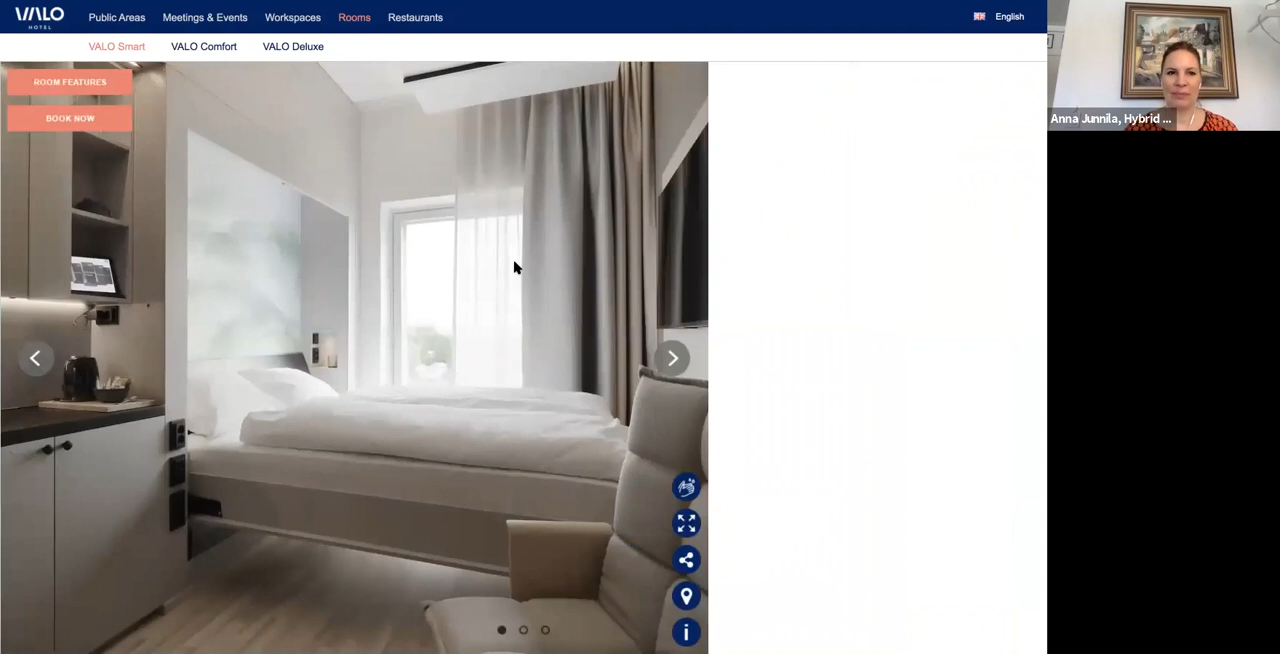 VALO
HOTEL
Public Areas
Meetings & Events
Workspaces
Rooms
Restaurants
English
VALO Smart
VALO Comfort
VALO Deluxe
ROOM FEATURES
BOOK NOW
Anna Junnila, Hybrid ...